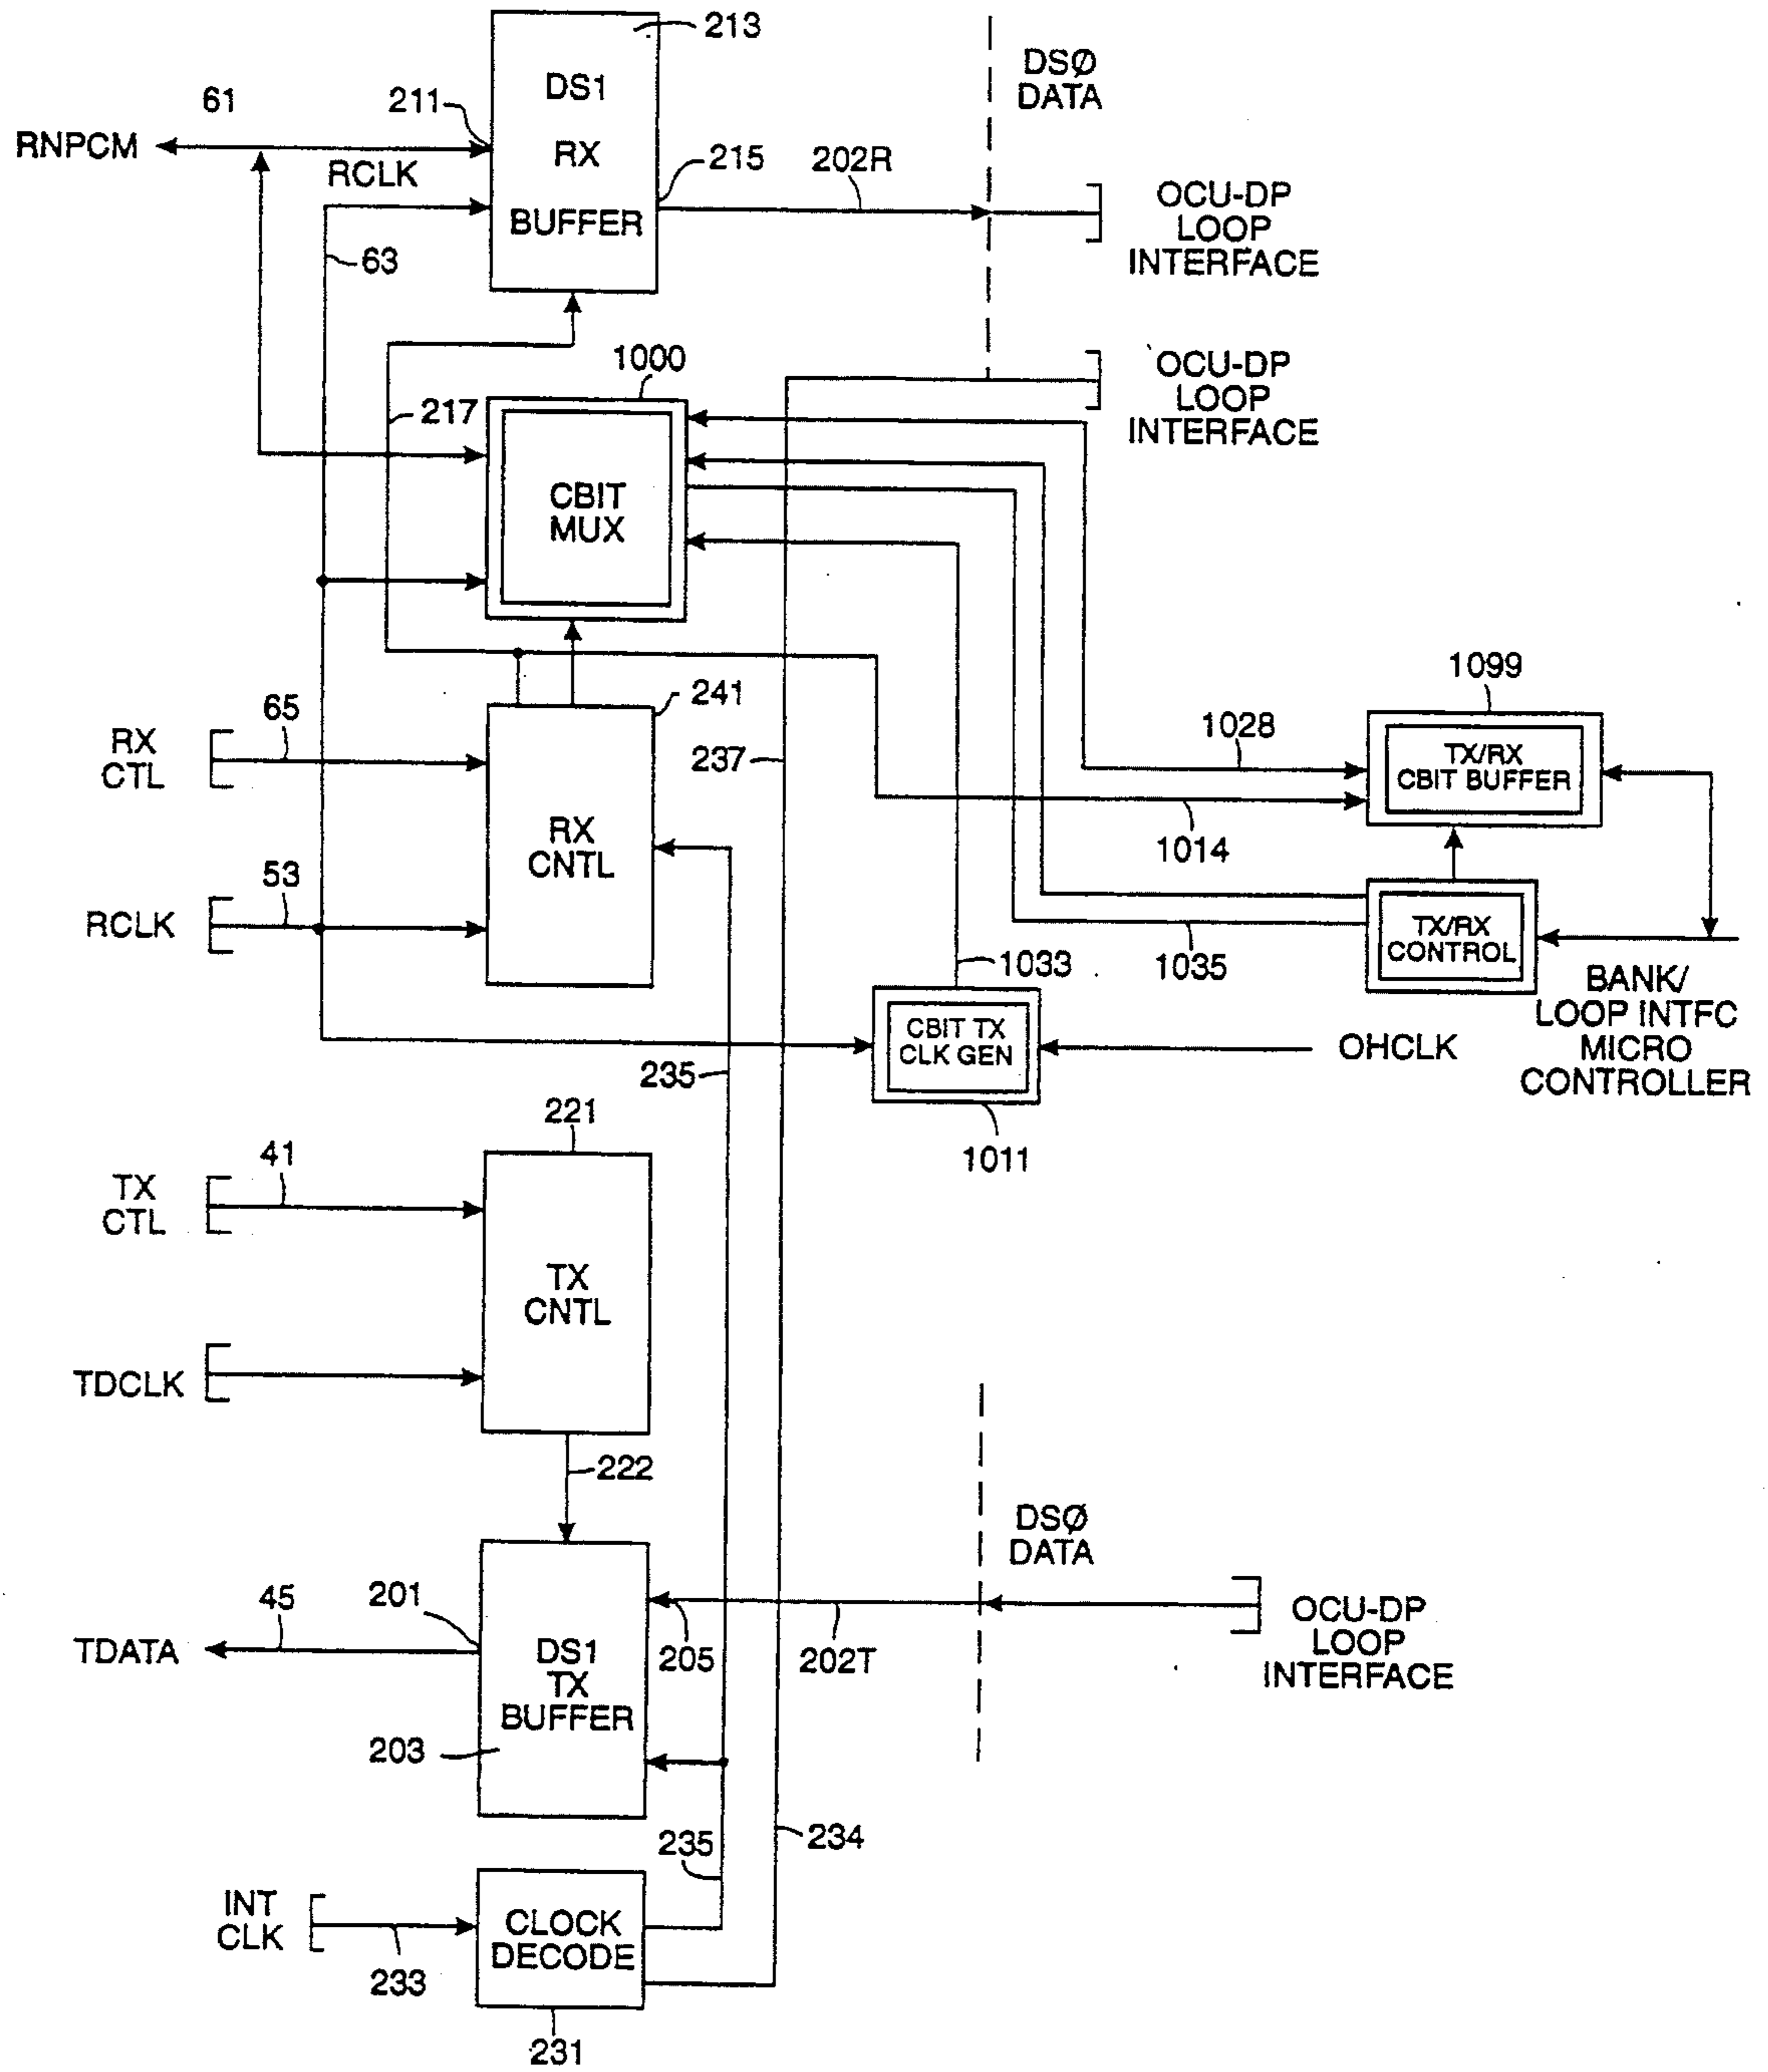 213
DS1
RX
BUFFER
DSØ
DATA
61
211
RNPCM
RCLK
215
202R
OCU-DP
LOOP
INTERFACE
63
1000
OCU-DP
LOOP
INTERFACE
217
CBIT
MUX
1099
241
65
RX
CTL
237
1028
TX/RX
CBIT BUFFER
RX
CNTL
1014
53
RCLK
TX/RX
CONTROL
1033
1035
BANK/
LOOP INTFC
MICRO
CONTROLLER
CBIT TX
CLK GEN
OHCLK
235
221
1011
41
TX
CTL
TX
CNTL
TDCLK
222
DSØ
DATA
45
201
TDATA
DS1
TX
BUFFER
205
202T
OCU-DP
LOOP
INTERFACE
203
235
234
INT
CLK
CLOCK
DECODE
233
231